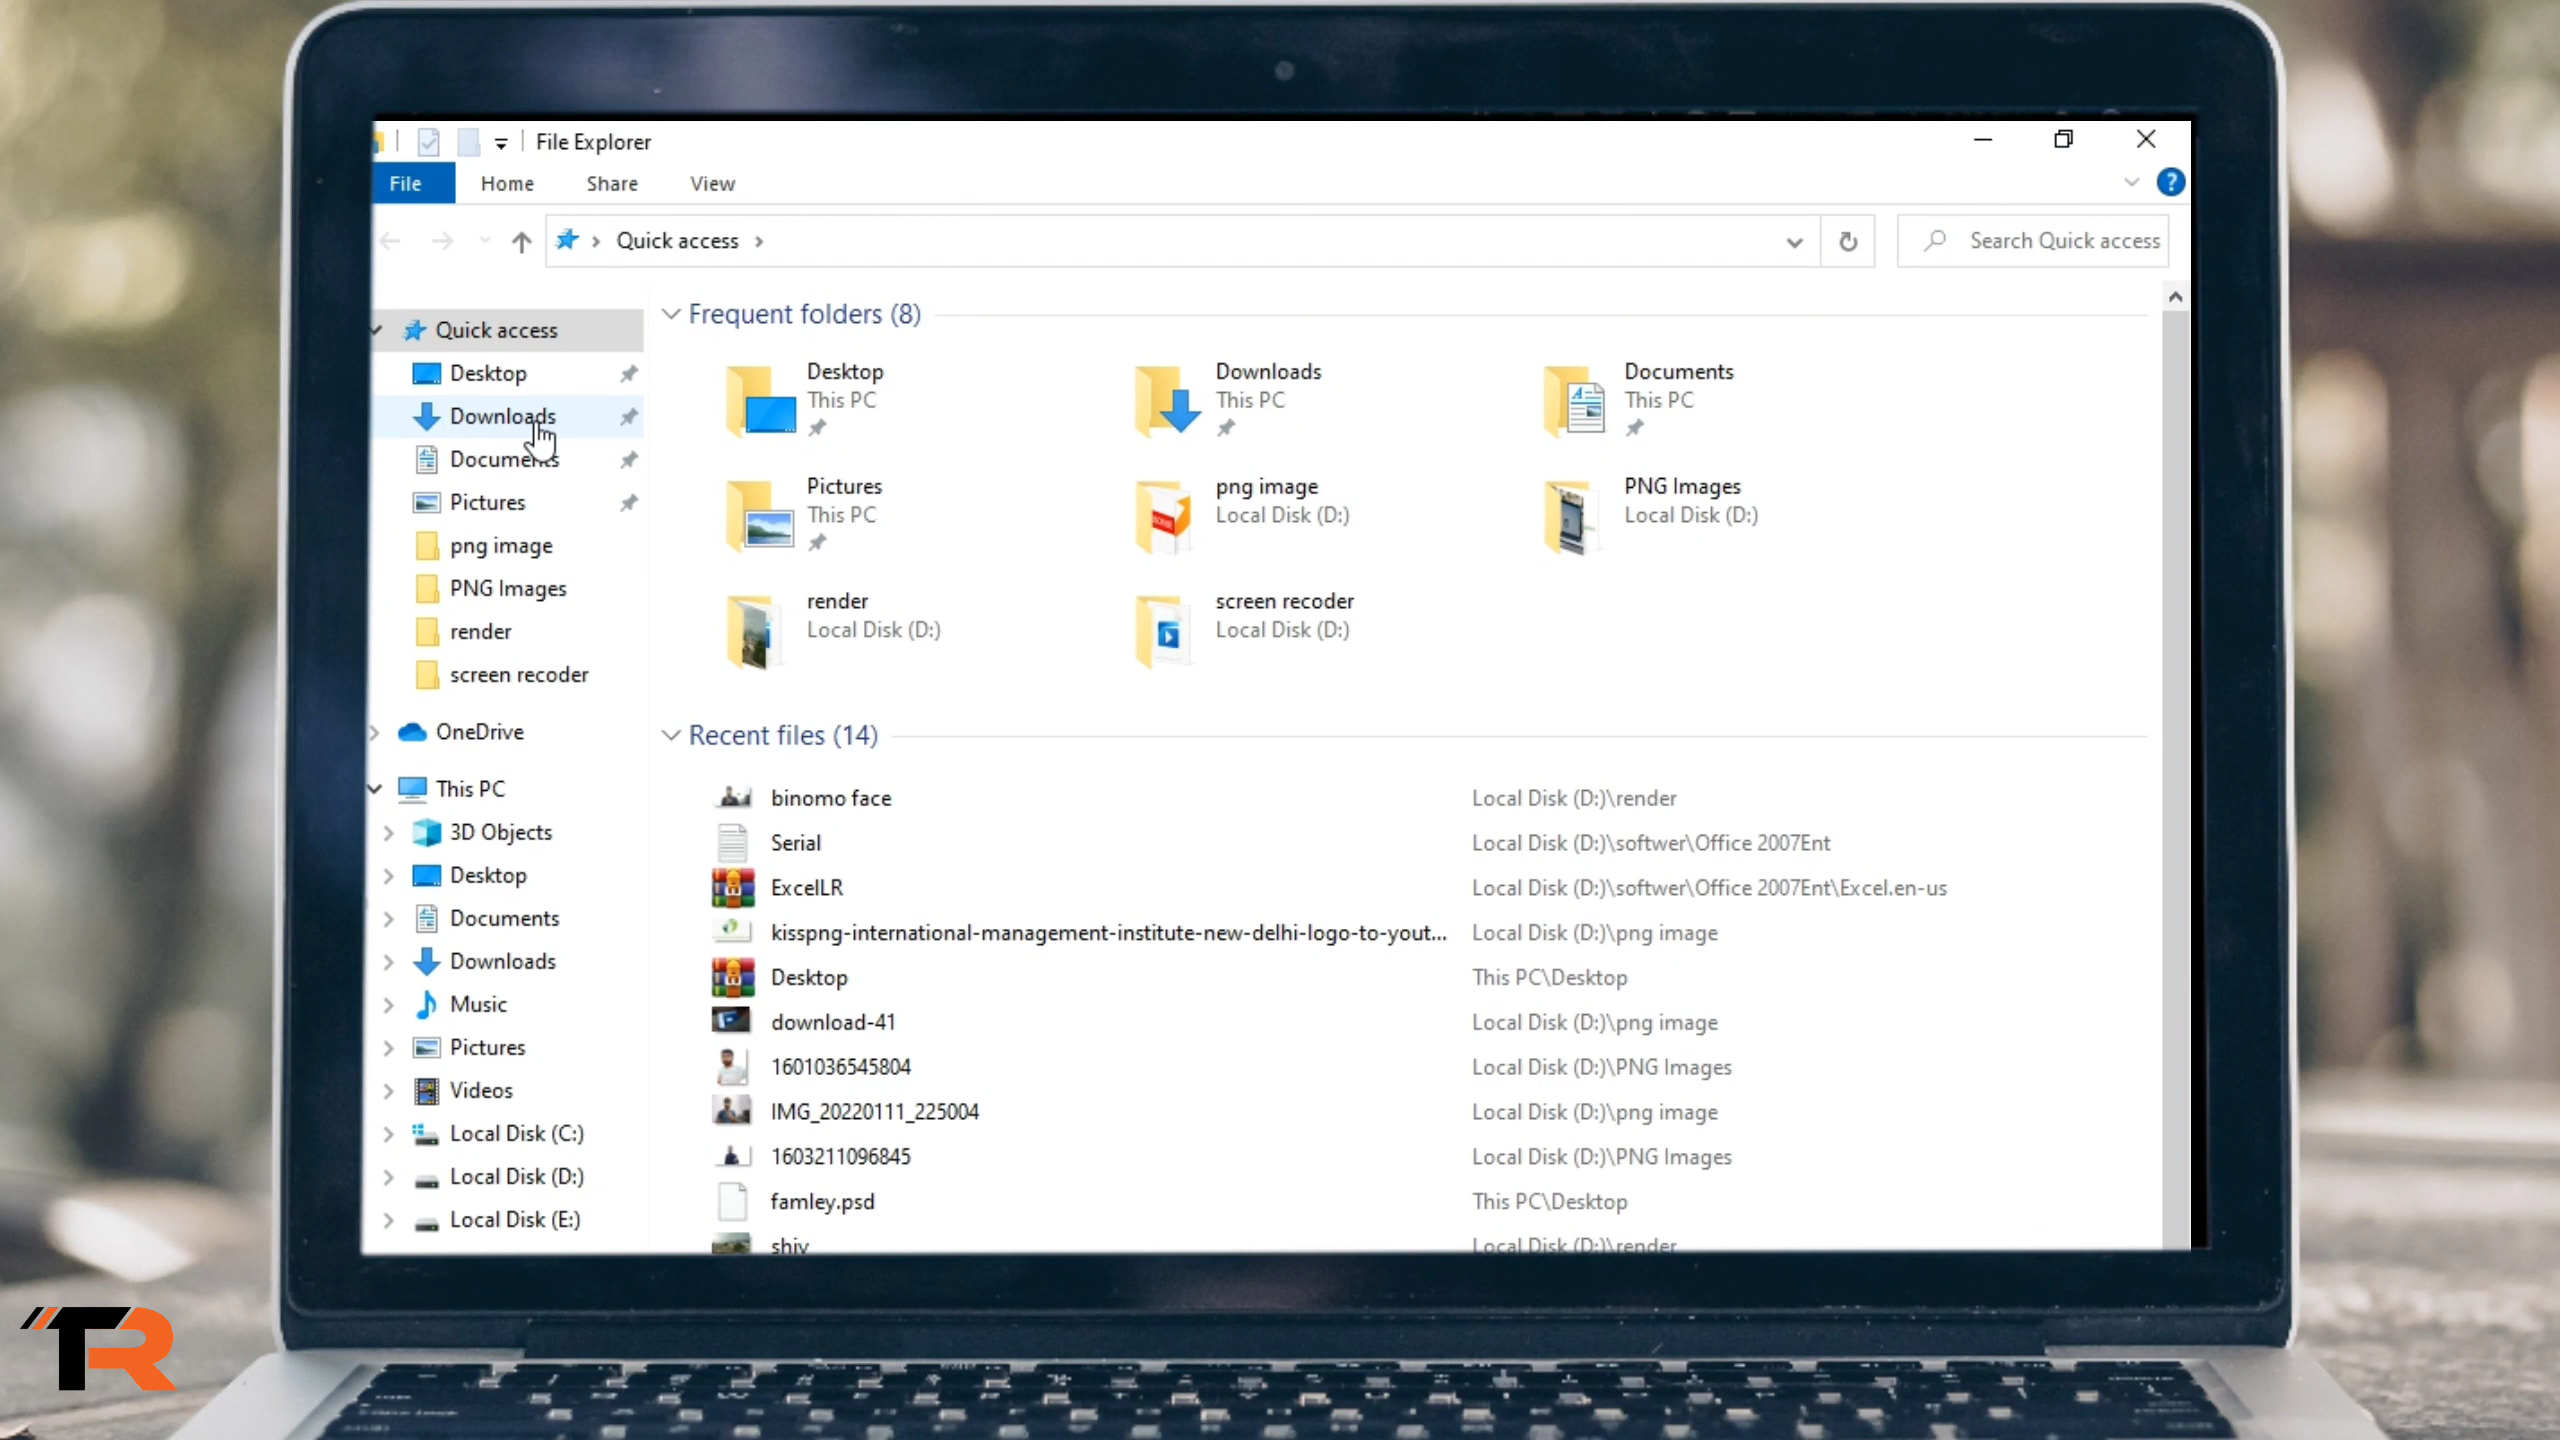 File Explorer
File Home Share View
?
Quick access
Search Quick access
Quick access
Desktop
Downloads
Documents
Pictures
png image
PNG Images
render
screen recoder
OneDrive
This PC
3D Objects
Desktop
Documents
Downloads
Music
Pictures
Videos
Local Disk (C:)
Local Disk (D:)
Local Disk (E:)
Frequent folders (8)
Desktop
This PC
Downloads
This PC
Documents
This PC
Pictures
This PC
png image
Local Disk (D:)
PNG Images
Local Disk (D:)
render
Local Disk (D:)
screen recoder
Local Disk (D:)
Recent files (14)
binomo face Local Disk (D:)\render
Serial Local Disk (D:)\softwer\Office 2007Ent
ExcelLR Local Disk (D:)\softwer\Office 2007Ent\Excel.en-us
kisspng-international-management-institute-new-delhi-logo-to-yout... Local Disk (D:)\png image
Desktop This PC\Desktop
download-41 Local Disk (D:)\png image
1601036545804 Local Disk (D:)\PNG Images
IMG_20220111_225004 Local Disk (D:)\png image
1603211096845 Local Disk (D:)\PNG Images
famley.psd This PC\Desktop
shiv Local Disk (D:)\render
TR